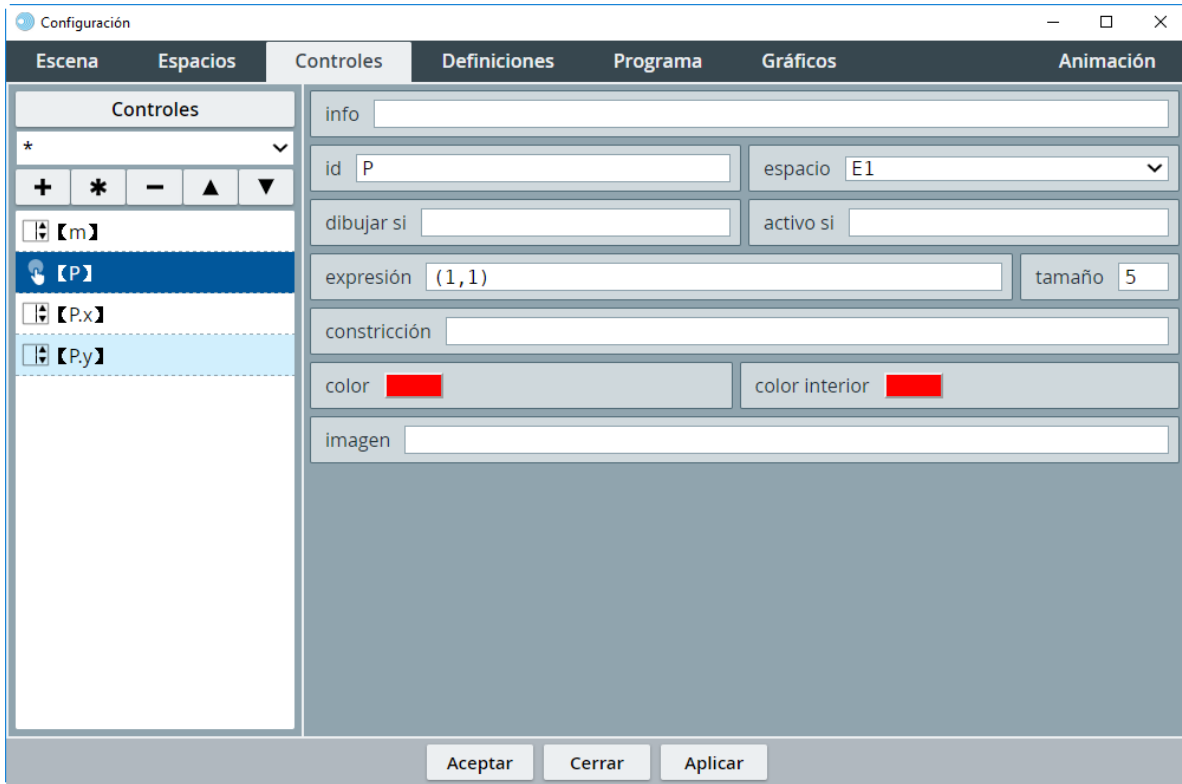 Configuración
Escena Espacios Controles Definiciones Programa Gráficos Animación
Controles
*
【m】
【P】
【P.x】
【P.y】
info
id P espacio E1
dibujar si activo si
expresión (1,1) tamaño 5
constricción
color color interior
imagen
Aceptar Cerrar Aplicar